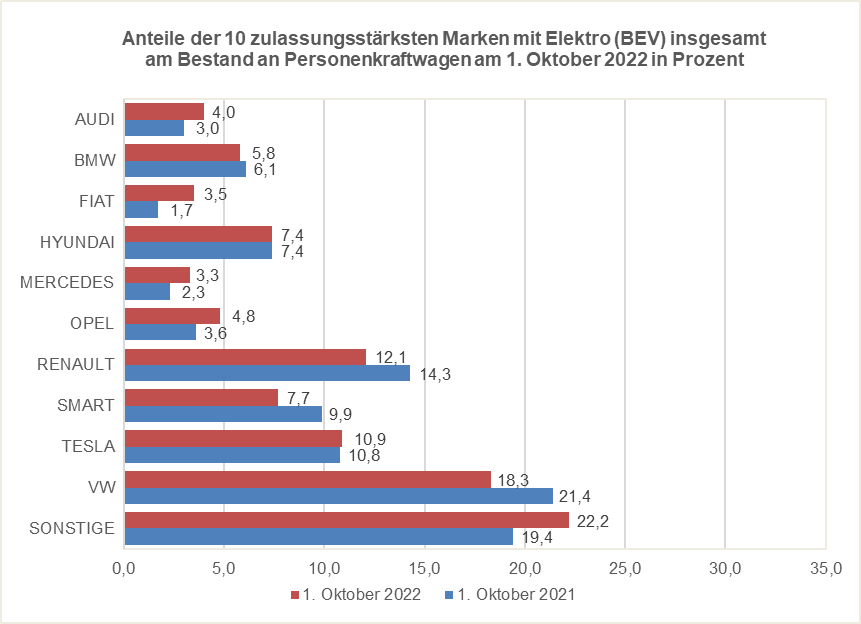 Anteile der 10 zulassungsstärksten Marken mit Elektro (BEV) insgesamt
am Bestand an Personenkraftwagen am 1. Oktober 2022 in Prozent
AUDI
4,0
3,0
BMW
5,8
6,1
FIAT
3,5
1,7
HYUNDAI
7,4
7,4
MERCEDES
3,3
2,3
OPEL
4,8
3,6
RENAULT
12,1
14,3
SMART
7,7
9,9
TESLA
10,9
10,8
VW
18,3
21,4
SONSTIGE
22,2
19,4
0,0 5,0 10,0 15,0 20,0 25,0 30,0 35,0
1. Oktober 2022 1. Oktober 2021